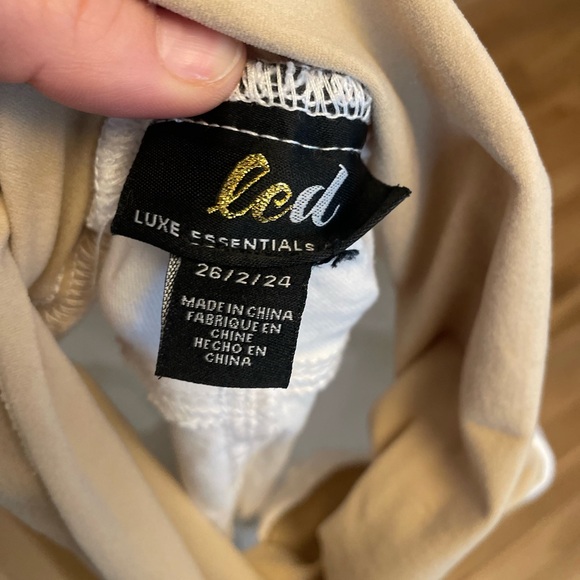 lcd
LUXE ESSENTIALS
26/2/24
MADE IN CHINA
FABRIQUE EN
CHINE
HECHO EN
CHINA